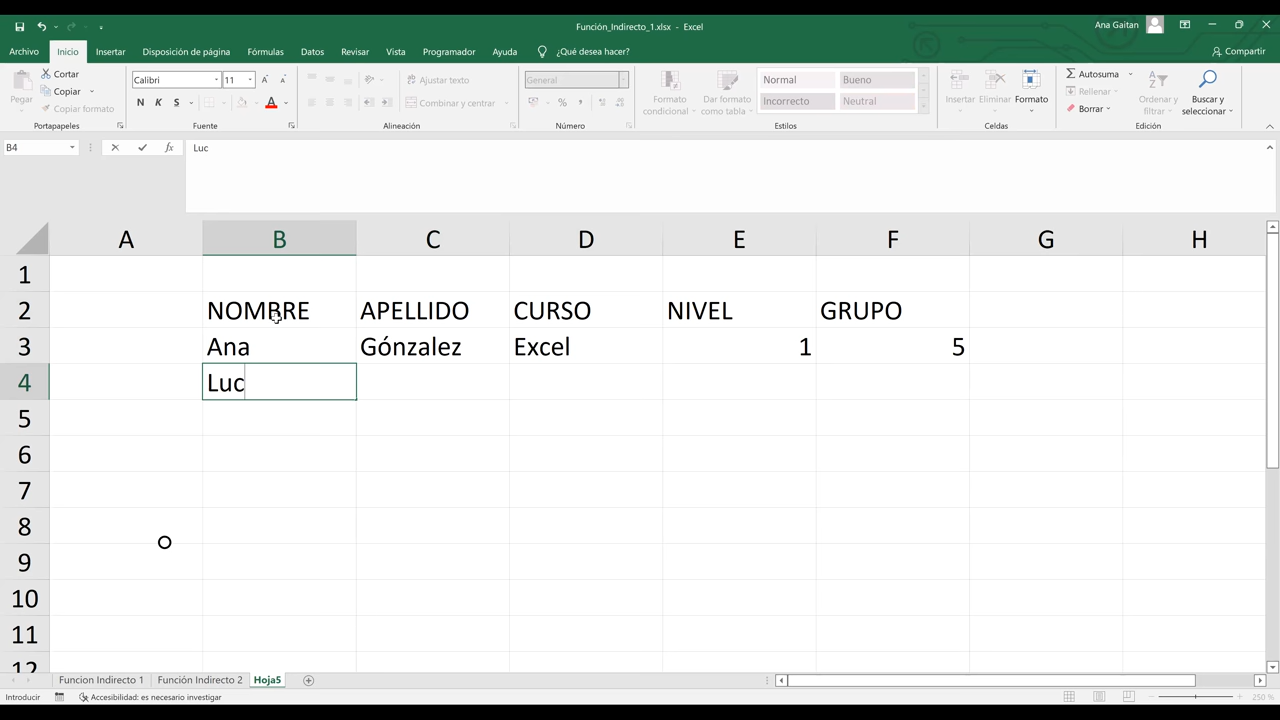 Función_Indirecto_1.xlsx - Excel
Ana Gaitan
Archivo Inicio Insertar Disposición de página Fórmulas Datos Revisar Vista Programador Ayuda ¿Qué desea hacer? Compartir
Pegar
Cortar
Copiar
Copiar formato
Portapapeles
Calibri 11
N K S
Fuente
Ajustar texto
Combinar y centrar
Alineación
General
% 
Número
Formato condicional
Dar formato como tabla
Normal Bueno
Incorrecto Neutral
Estilos
Insertar Eliminar Formato
Celdas
Autosuma
Rellenar
Borrar
Ordenar y filtrar
Buscar y seleccionar
Edición
B4 fx Luc
A B C D E F G H
1
2 NOMBRE APELLIDO CURSO NIVEL GRUPO
3 Ana Gónzalez Excel 1 5
4 Luc
5
6
7
8
9
10
11
12
Funcion Indirecto 1 Función Indirecto 2 Hoja5
Introducir Accesibilidad: es necesario investigar 250 %